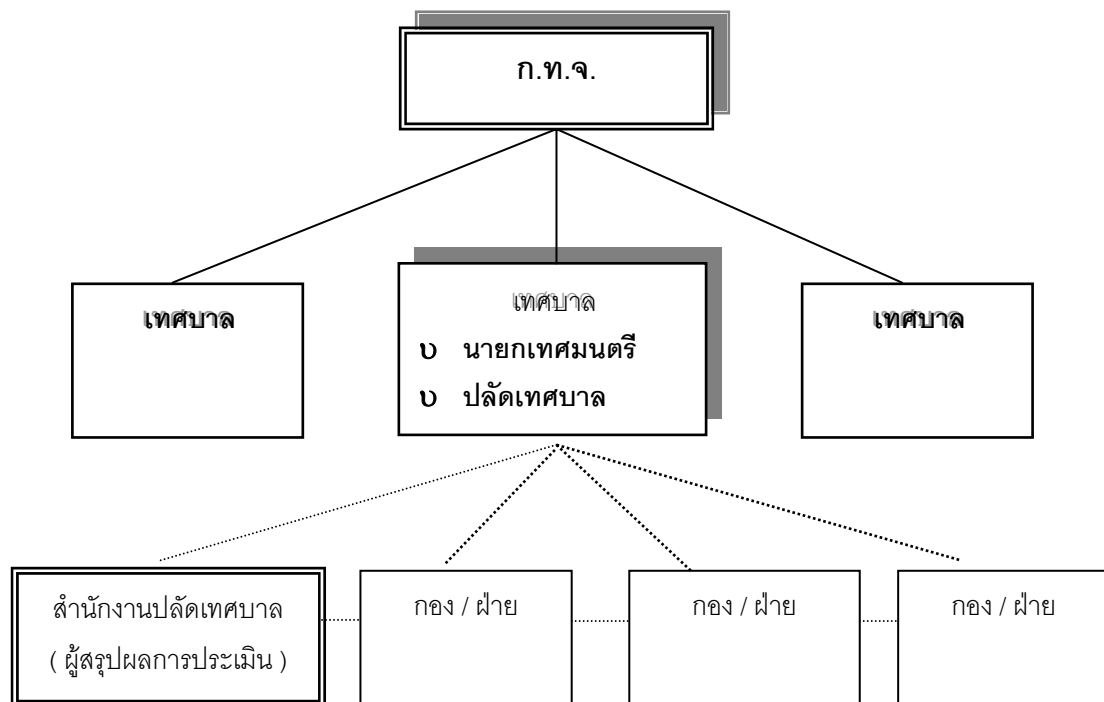 ก.ท.จ.
เทศบาล
เทศบาล
υ นายกเทศมนตรี
υ ปลัดเทศบาล
เทศบาล
สำนักงานปลัดเทศบาล
( ผู้สรุปผลการประเมิน )
กอง / ฝ่าย
กอง / ฝ่าย
กอง / ฝ่าย